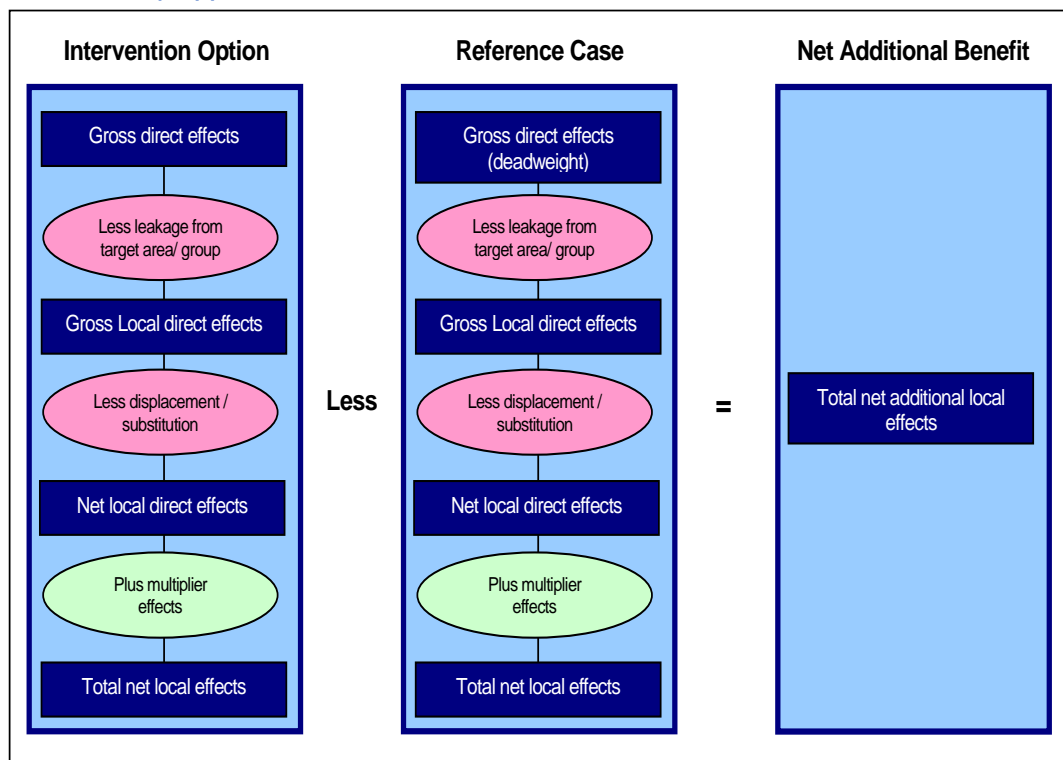 Intervention Option
Reference Case
Net Additional Benefit
Gross direct effects
Less leakage from
target area/ group
Gross Local direct effects
Less displacement /
substitution
Net local direct effects
Plus multiplier
effects
Total net local effects
Less
Gross direct effects
(deadweight)
Less leakage from
target area/ group
Gross Local direct effects
Less displacement /
substitution
Net local direct effects
Plus multiplier
effects
Total net local effects
=
Total net additional local
effects